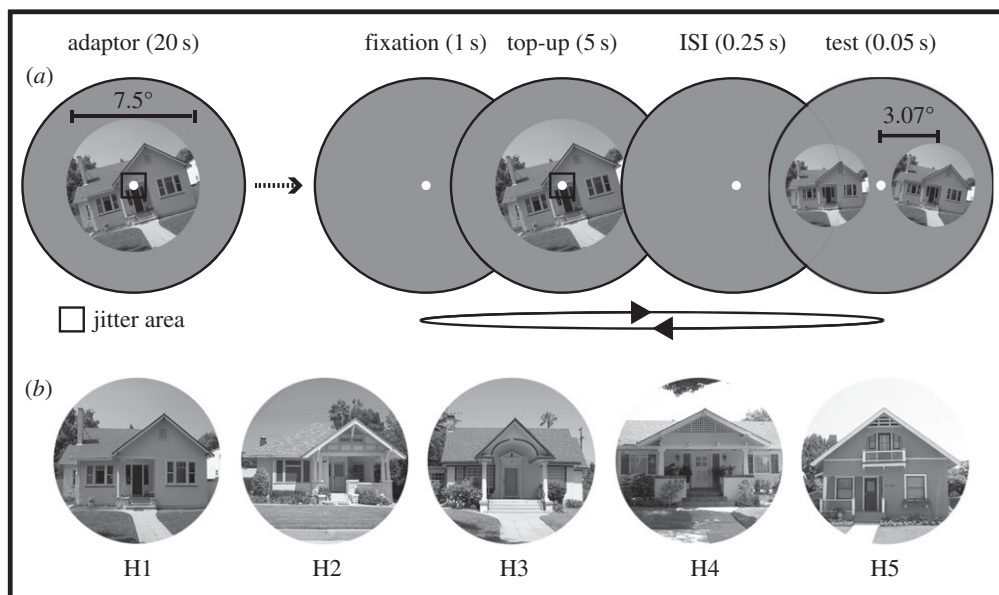 adaptor (20 s) fixation (1 s) top-up (5 s) ISI (0.25 s) test (0.05 s)
(a)
7.5°
3.07°
jitter area
(b)
H1 H2 H3 H4 H5